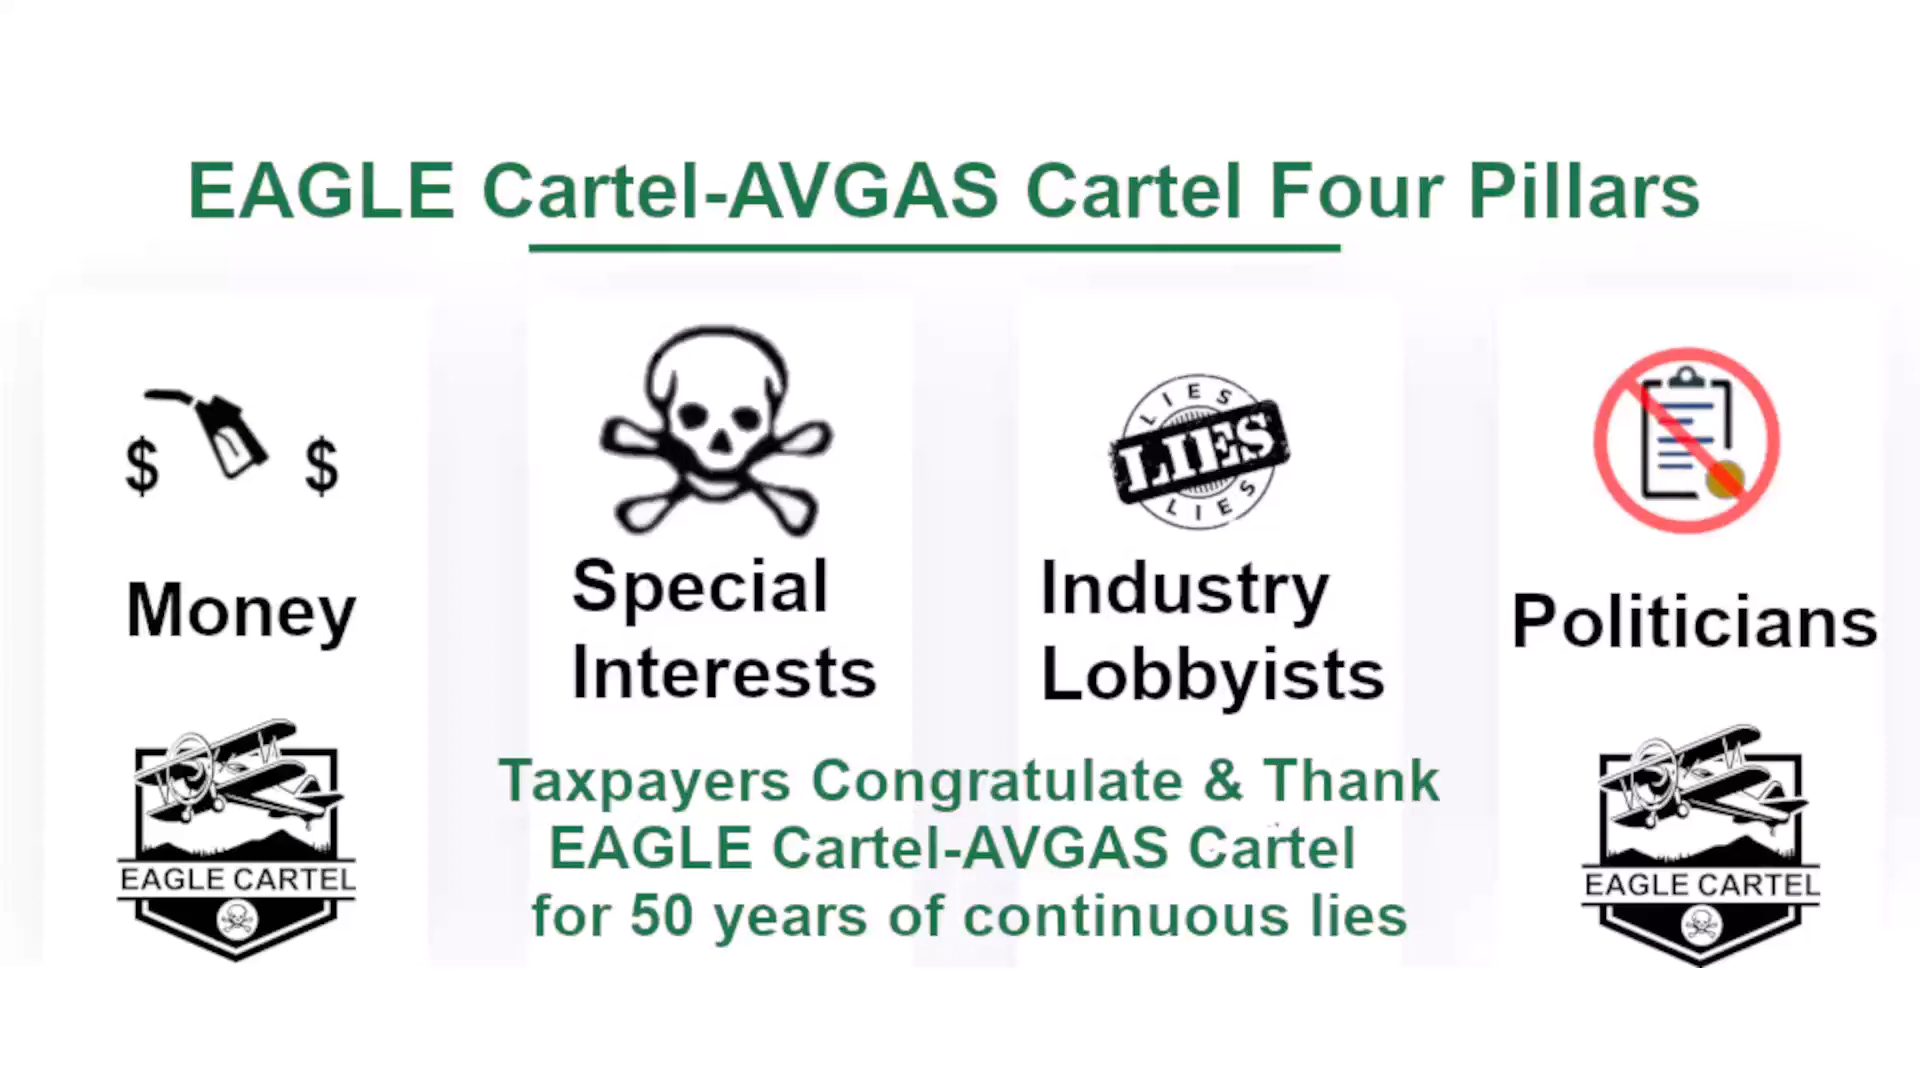 EAGLE Cartel-AVGAS Cartel Four Pillars
$ $
LIES
LIES
LIES
Money
Special
Interests
Industry
Lobbyists
Politicians
Taxpayers Congratulate & Thank
EAGLE Cartel-AVGAS Cartel
for 50 years of continuous lies
EAGLE CARTEL
EAGLE CARTEL